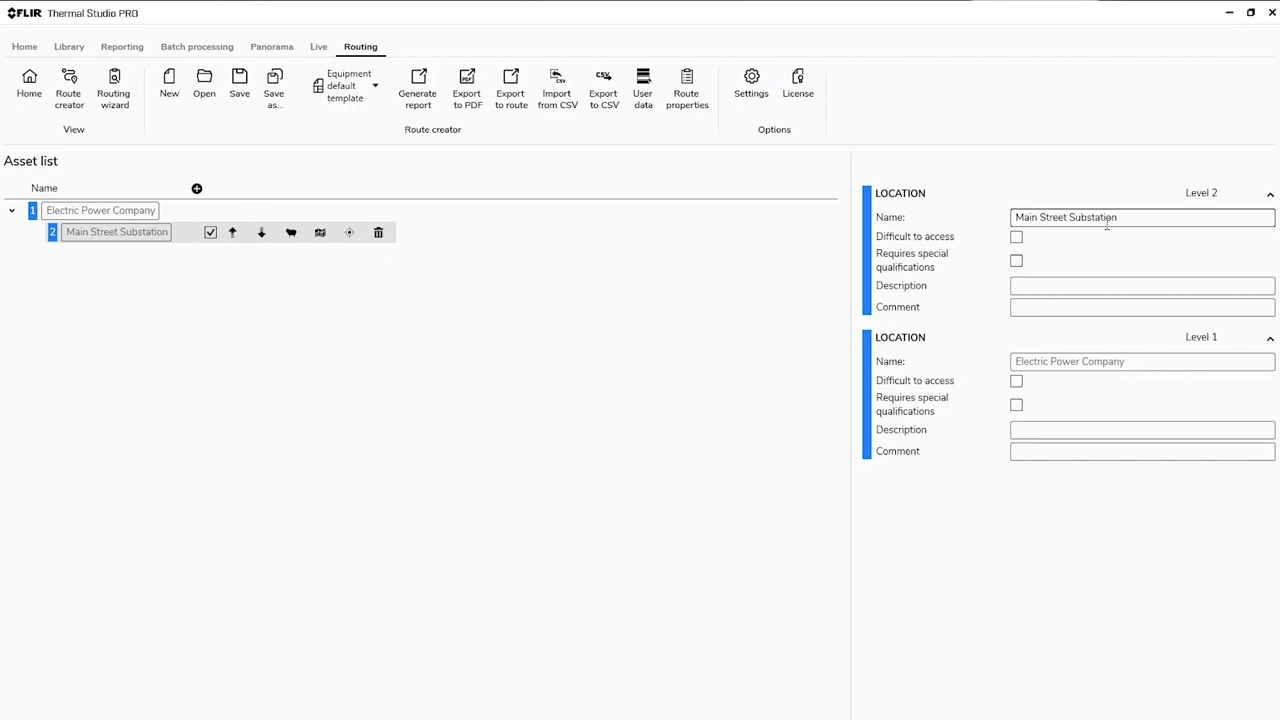 FLIR Thermal Studio PRO
Home Library Reporting Batch processing Panorama Live Routing
Home
Route creator
Routing wizard
New
Open
Save
Save as...
Equipment default template
Generate report
Export to PDF
Export to route
Import from CSV
Export to CSV
User data
Route properties
Settings
License
View
Route creator
Options
Asset list
Name
1 Electric Power Company
2 Main Street Substation
LOCATION Level 2
Name: Main Street Substation
Difficult to access
Requires special
qualifications
Description
Comment
LOCATION Level 1
Name: Electric Power Company
Difficult to access
Requires special
qualifications
Description
Comment